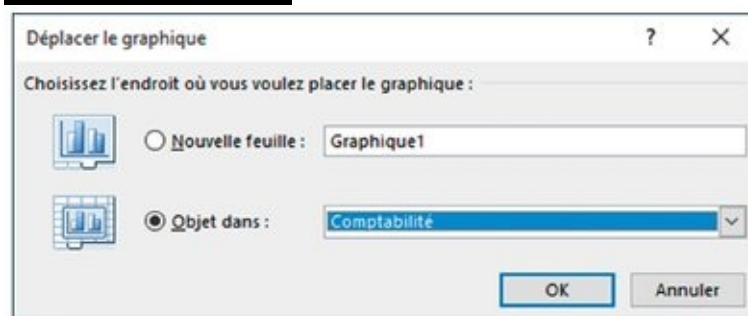 Déplacer le graphique ? ×
Choisissez l'endroit où vous voulez placer le graphique :
Nouvelle feuille : Graphique1
Objet dans : Comptabilité
OK Annuler